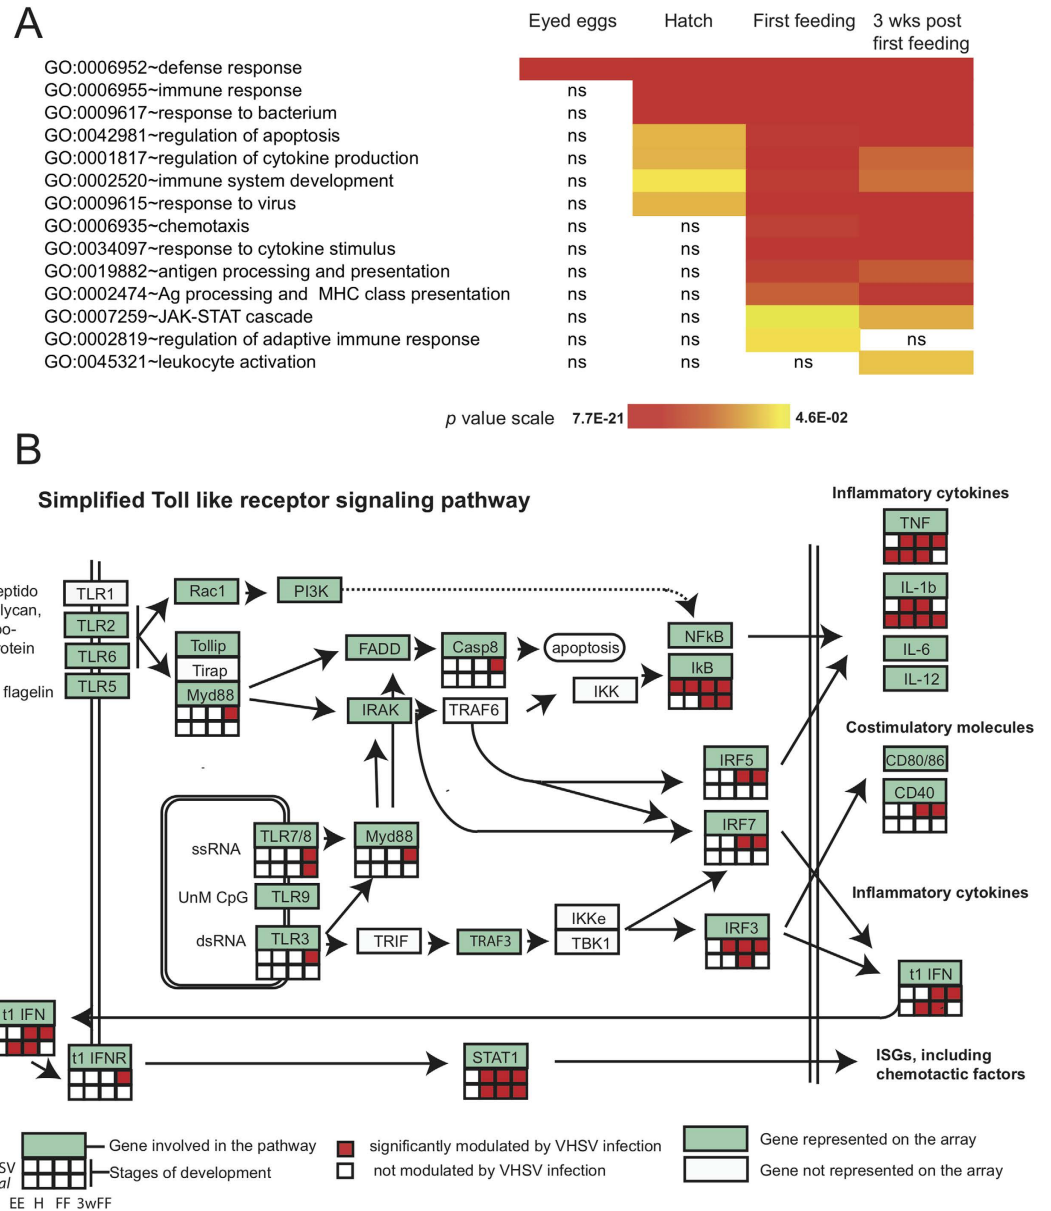 A
Eyed eggs Hatch First feeding 3 wks post
first feeding
GO:0006952~defense response
GO:0006955~immune response ns
GO:0009617~response to bacterium ns
GO:0042981~regulation of apoptosis ns
GO:0001817~regulation of cytokine production ns
GO:0002520~immune system development ns
GO:0009615~response to virus ns
GO:0006935~chemotaxis ns ns
GO:0034097~response to cytokine stimulus ns ns
GO:0019882~antigen processing and presentation ns ns
GO:0002474~Ag processing and MHC class presentation ns ns
GO:0007259~JAK-STAT cascade ns ns
GO:0002819~regulation of adaptive immune response ns ns ns
GO:0045321~leukocyte activation ns ns ns
p value scale 7.7E-21 4.6E-02
B
Simplified Toll like receptor signaling pathway
Inflammatory cytokines
TNF
IL-1b
IL-6
IL-12
eptido
lycan,
po-
rotein
flagelin
TLR1
TLR2
TLR6
TLR5
Rac1
PI3K
Tollip
Tirap
Myd88
FADD
Casp8
apoptosis
NFkB
IkB
IKK
IRAK
TRAF6
Costimulatory molecules
CD80/86
CD40
IRF5
IRF7
ssRNA
TLR7/8
Myd88
UnM CpG
TLR9
dsRNA
TLR3
TRIF
TRAF3
IKKe
TBK1
IRF3
Inflammatory cytokines
t1 IFN
t1 IFN
t1 IFNR
STAT1
ISGs, including
chemotactic factors
Gene involved in the pathway
Stages of development
SV
al
EE H FF 3wFF
significantly modulated by VHSV infection
not modulated by VHSV infection
Gene represented on the array
Gene not represented on the array